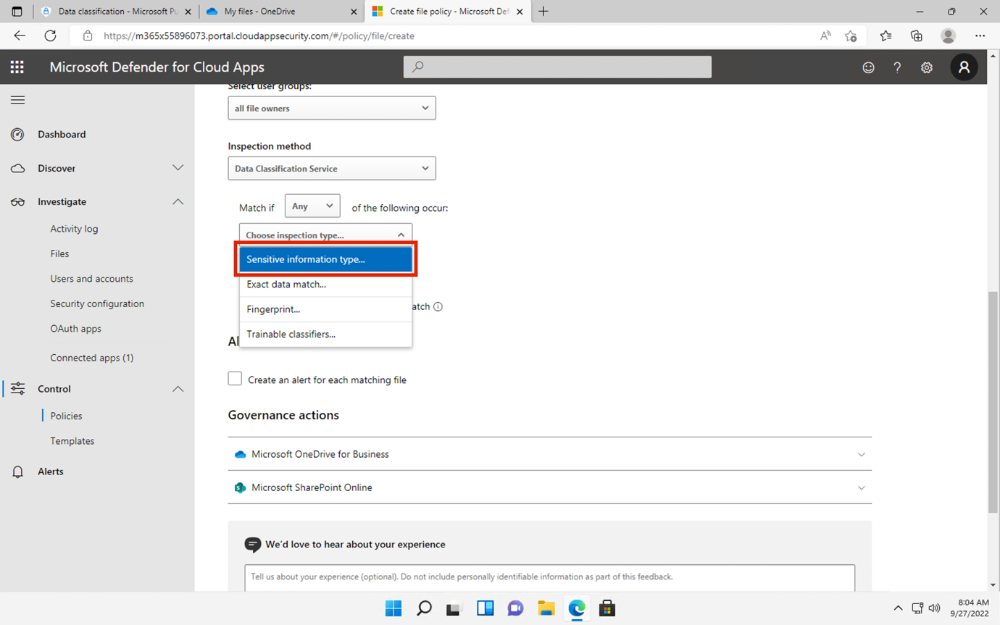 Data classification - Microsoft Pu
My files - OneDrive
Create file policy - Microsoft Def
https://m365x55896073.portal.cloudappsecurity.com/#/policy/file/create
Microsoft Defender for Cloud Apps
Dashboard
Discover
Investigate
Activity log
Files
Users and accounts
Security configuration
OAuth apps
Connected apps (1)
Control
Policies
Templates
Alerts
Select user groups:
all file owners
Inspection method
Data Classification Service
Match if Any of the following occur:
Choose inspection type...
Sensitive information type...
Exact data match...
Fingerprint...
atch
Trainable classifiers...
Al
Create an alert for each matching file
Governance actions
Microsoft OneDrive for Business
Microsoft SharePoint Online
We'd love to hear about your experience
Tell us about your experience (optional). Do not include personally identifiable information as part of this feedback.
8:04 AM
9/27/2022